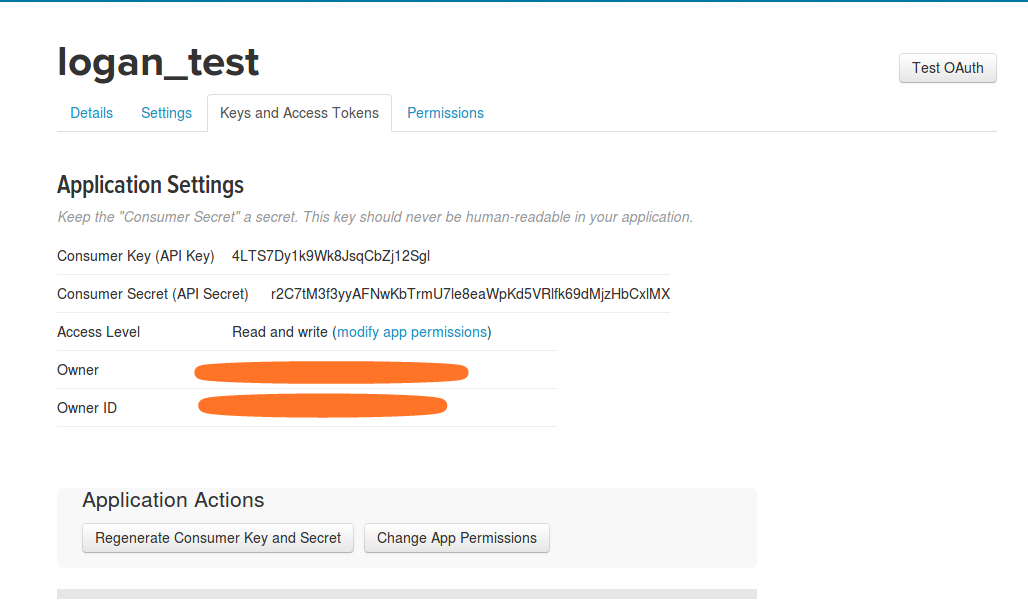 logan_test
Test OAuth
Details Settings Keys and Access Tokens Permissions
Application Settings
Keep the "Consumer Secret" a secret. This key should never be human-readable in your application.
Consumer Key (API Key) 4LTS7Dy1k9Wk8JsqCbZj12Sgl
Consumer Secret (API Secret) r2C7tM3f3yyAFNwKbTrmU7le8eaWpKd5VRlfk69dMjzHbCxlMX
Access Level Read and write (modify app permissions)
Owner
Owner ID
Application Actions
Regenerate Consumer Key and Secret Change App Permissions